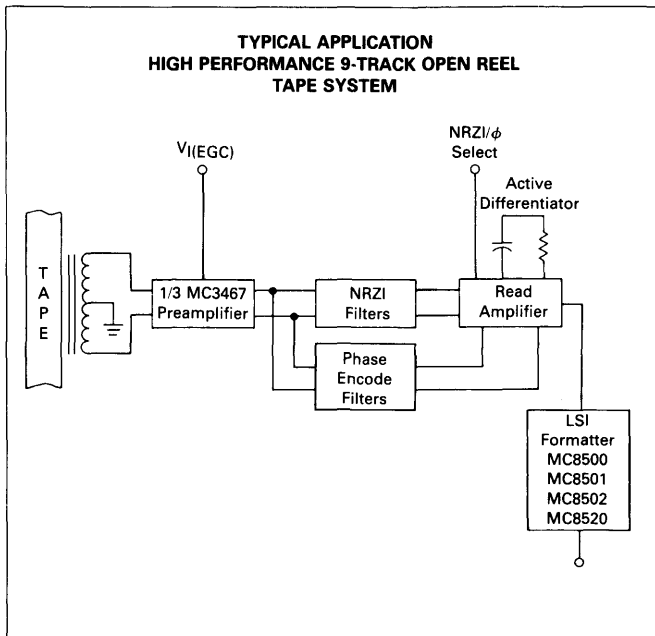 TYPICAL APPLICATION
HIGH PERFORMANCE 9-TRACK OPEN REEL
TAPE SYSTEM
VI(EGC)
NRZI/ϕ
Select
Active
Differentiator
TAPE
1/3 MC3467
Preamplifier
NRZI
Filters
Read
Amplifier
Phase
Encode
Filters
LSI
Formatter
MC8500
MC8501
MC8502
MC8520